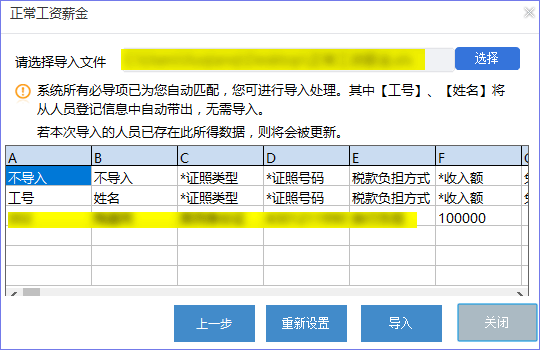 正常工资薪金
请选择导入文件 选择
系统所有必导项已为您自动匹配，您可进行导入处理。其中【工号】、【姓名】将
从人员登记信息中自动带出，无需导入。
若本次导入的人员已存在此所得数据，则将会被更新。
A B C D E F
不导入 不导入 *证照类型 *证照号码 税款负担方式 *收入额
工号 姓名 *证照类型 *证照号码 税款负担方式 *收入额
100000
上一步 重新设置 导入 关闭